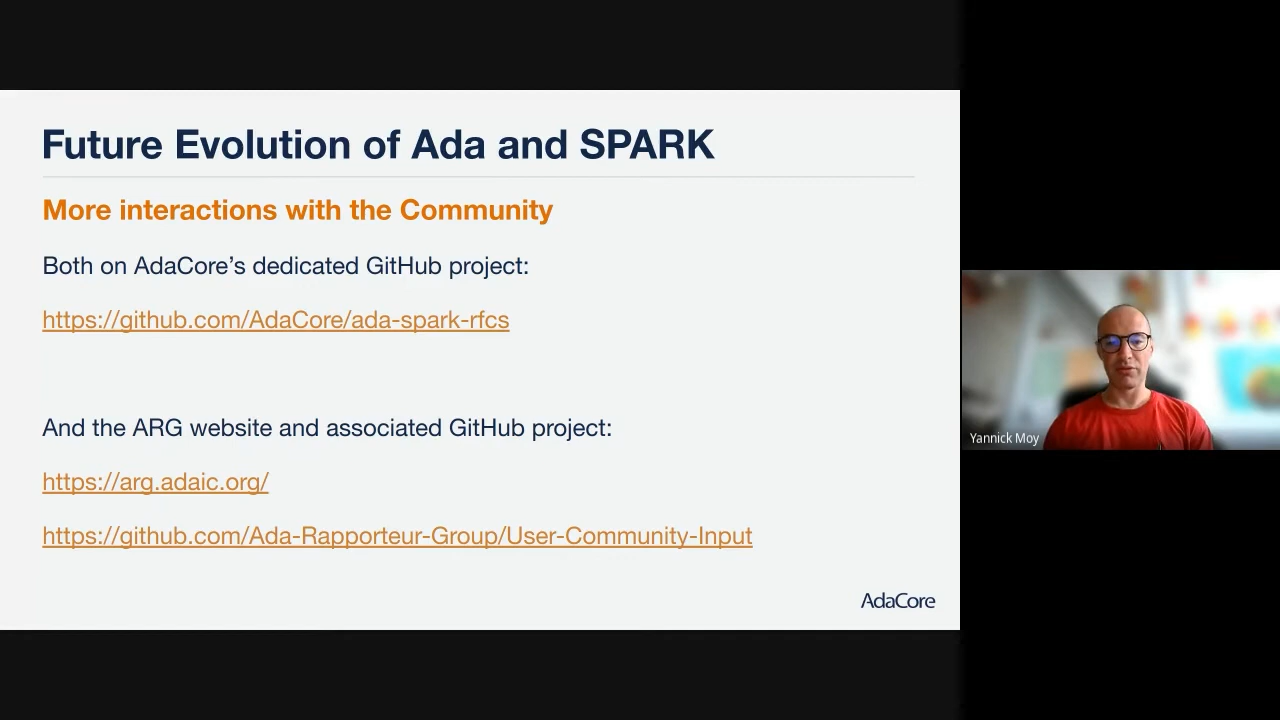 Future Evolution of Ada and SPARK
More interactions with the Community
Both on AdaCore’s dedicated GitHub project:
https://github.com/AdaCore/ada-spark-rfcs
And the ARG website and associated GitHub project:
https://arg.adaic.org/
https://github.com/Ada-Rapporteur-Group/User-Community-Input
AdaCore
Yannick Moy